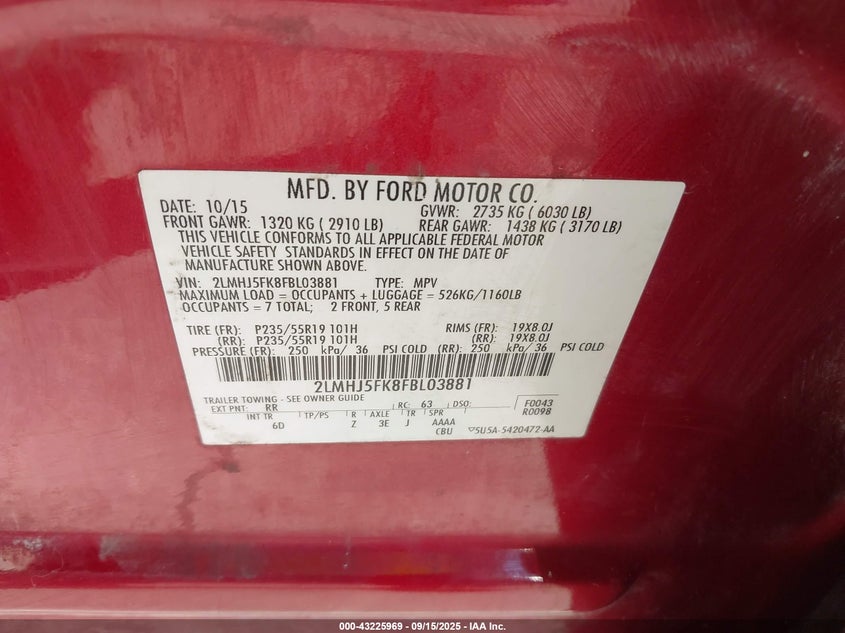 MFD. BY FORD MOTOR CO.
DATE: 10/15 GVWR: 2735 KG ( 6030 LB)
FRONT GAWR: 1320 KG ( 2910 LB) REAR GAWR: 1438 KG ( 3170 LB)
THIS VEHICLE CONFORMS TO ALL APPLICABLE FEDERAL MOTOR
VEHICLE SAFETY STANDARDS IN EFFECT ON THE DATE OF
MANUFACTURE SHOWN ABOVE.
VIN: 2LMHJ5FK8FBL03881 TYPE: MPV
MAXIMUM LOAD = OCCUPANTS + LUGGAGE = 526KG/1160LB
OCCUPANTS = 7 TOTAL; 2 FRONT, 5 REAR
TIRE (FR): P235/55R19 101H RIMS (FR): 19X8.0J
(RR): P235/55R19 101H (RR): 19X8.0J
PRESSURE (FR): 250 kPa/ 36 PSI COLD (RR): 250 kPa/ 36 PSI COLD
2LMHJ5FK8FBL03881
TRAILER TOWING - SEE OWNER GUIDE
EXT PNT: RR RC: 63 DSO: F0043
INT TR TP/PS R AXLE TR SPR R0098
6D Z 3E J AAAA
CBU 5U5A-5420472-AA
000-43225969 - 09/15/2025 - IAA Inc.